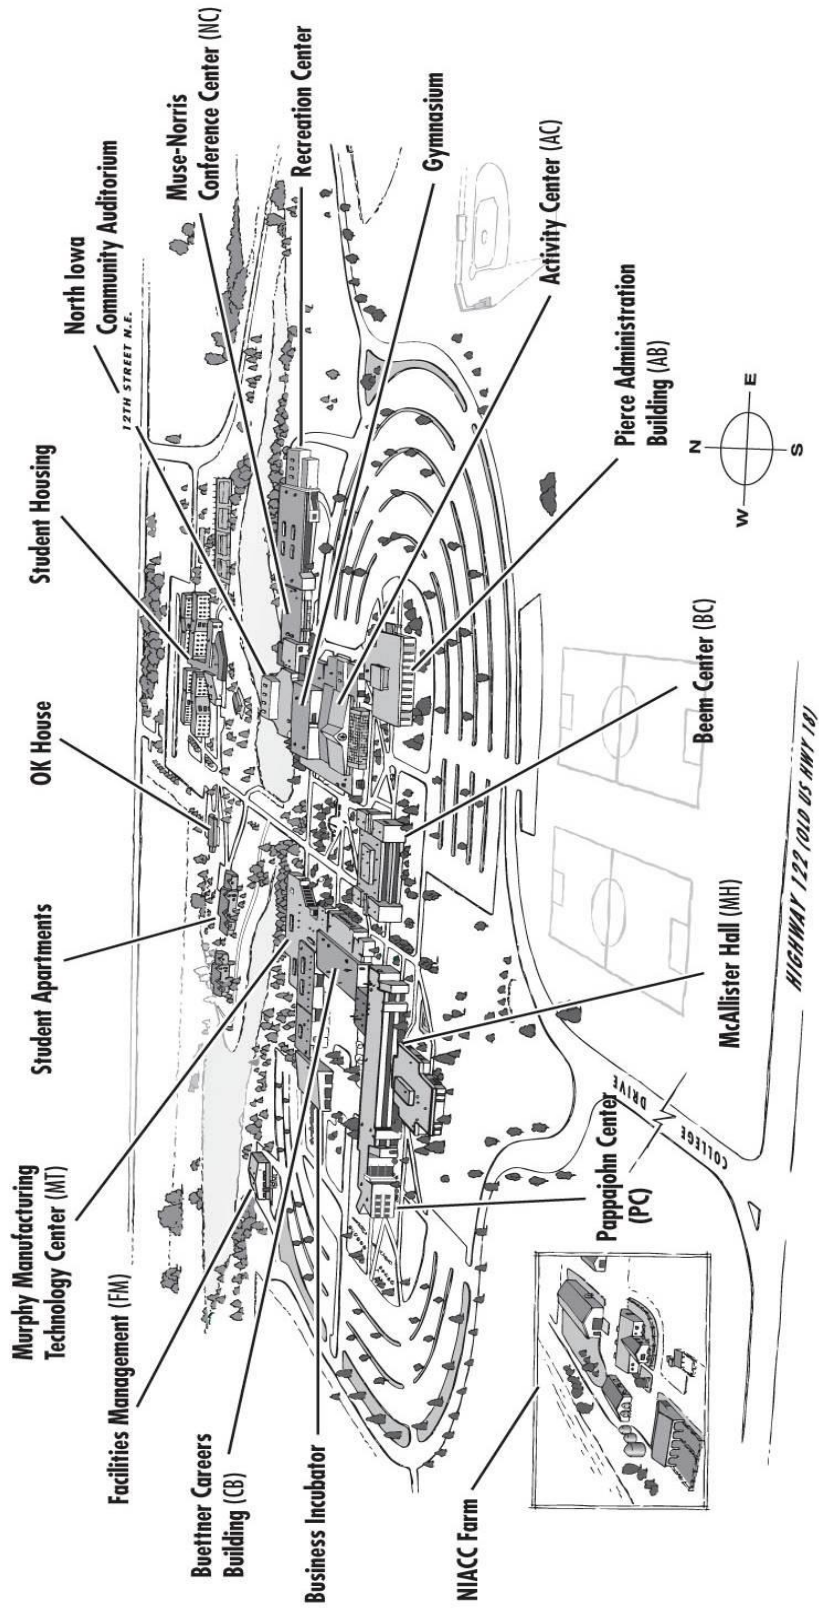 Murphy Manufacturing
Technology Center (MT)
Student Apartments
OK House
Student Housing
North Iowa
Community Auditorium
Muse-Norris
Conference Center (NC)
Recreation Center
Gymnasium
Activity Center (AC)
Facilities Management (FM)
Buettner Careers
Building (CB)
Business Incubator
NIACC Farm
12TH STREET N.E.
Pappajohn Center
(PC)
McAllister Hall (MH)
Beem Center (BC)
Pierce Administration
Building (AB)
COLLEGE
DRIVE
HIGHWAY 122 (OLD US HWY 18)
N
W
E
S